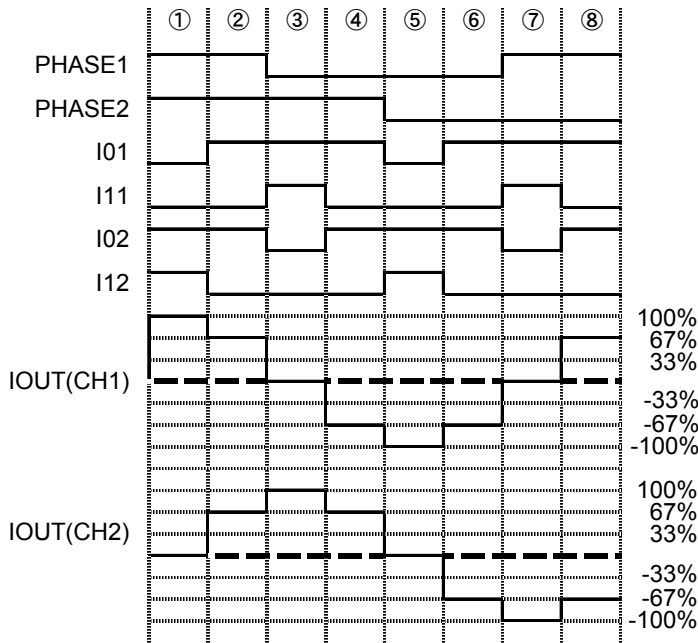 ① ② ③ ④ ⑤ ⑥ ⑦ ⑧
PHASE1
PHASE2
I01
I11
I02
I12
IOUT(CH1)
100%
67%
33%
-33%
-67%
-100%
IOUT(CH2)
100%
67%
33%
-33%
-67%
-100%